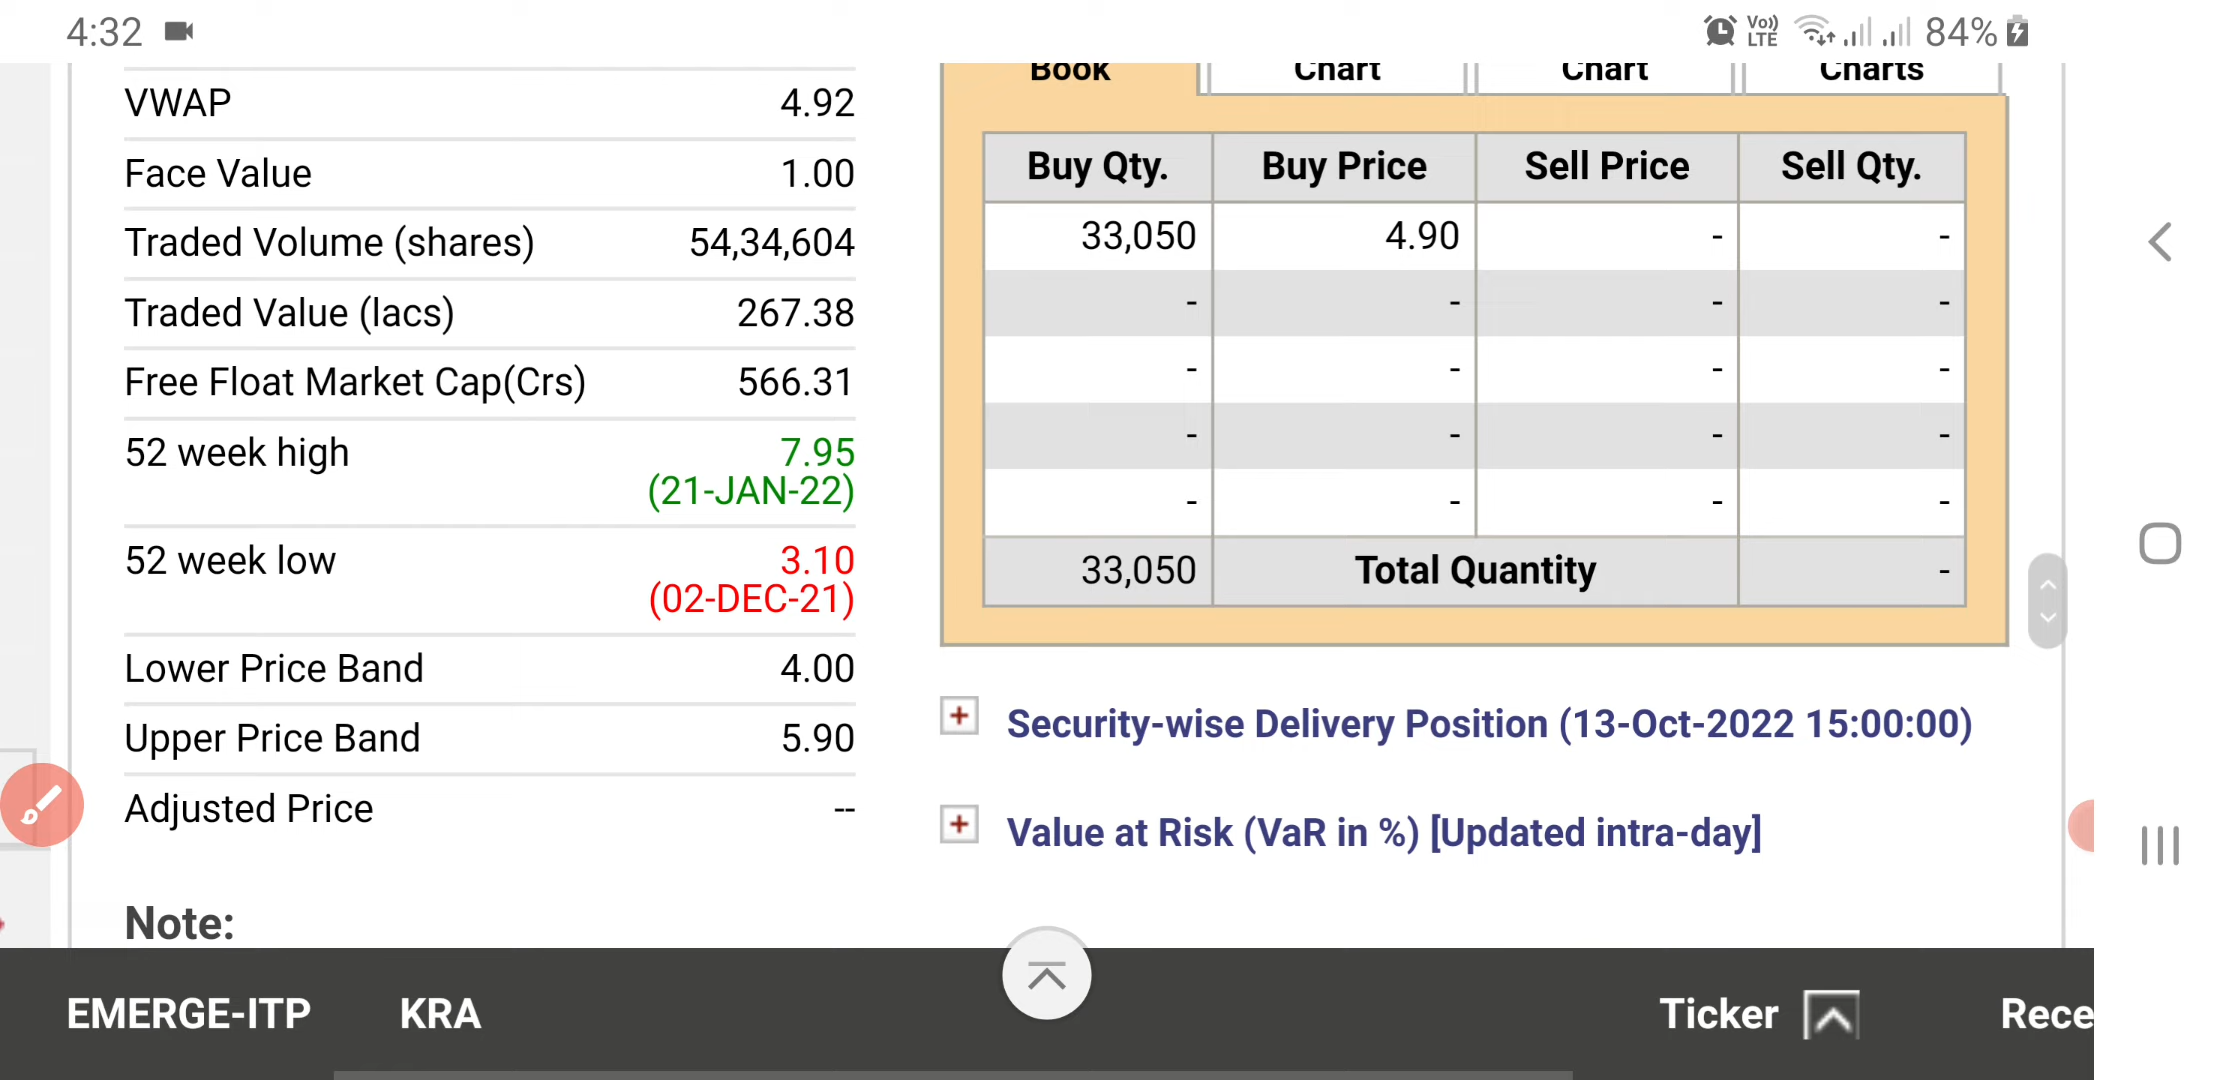 4:32
Vo)) LTE 84%
Book Chart Chart Charts
VWAP 4.92
Face Value 1.00
Traded Volume (shares) 54,34,604
Traded Value (lacs) 267.38
Free Float Market Cap(Crs) 566.31
52 week high 7.95
(21-JAN-22)
52 week low 3.10
(02-DEC-21)
Lower Price Band 4.00
Upper Price Band 5.90
Adjusted Price --
Note:
Buy Qty. Buy Price Sell Price Sell Qty.
33,050 4.90 - -
- - - -
- - - -
- - - -
- - - -
33,050 Total Quantity -
Security-wise Delivery Position (13-Oct-2022 15:00:00)
Value at Risk (VaR in %) [Updated intra-day]
EMERGE-ITP KRA Ticker Rece